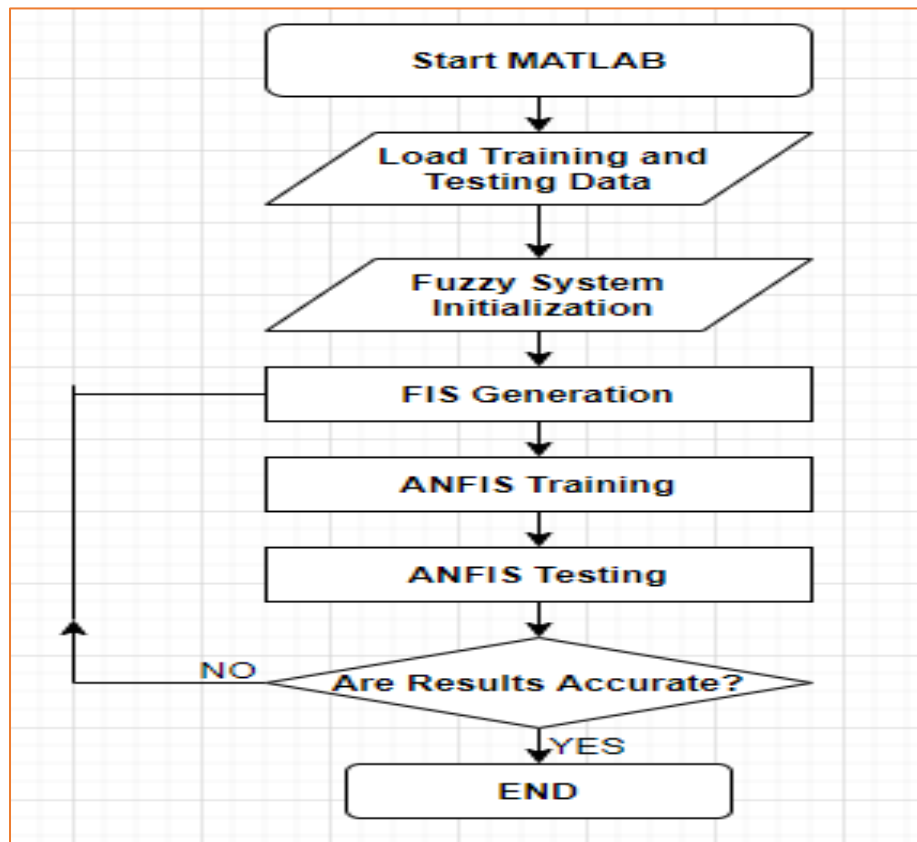 Start MATLAB
Load Training and
Testing Data
Fuzzy System
Initialization
FIS Generation
ANFIS Training
ANFIS Testing
NO
Are Results Accurate?
YES
END